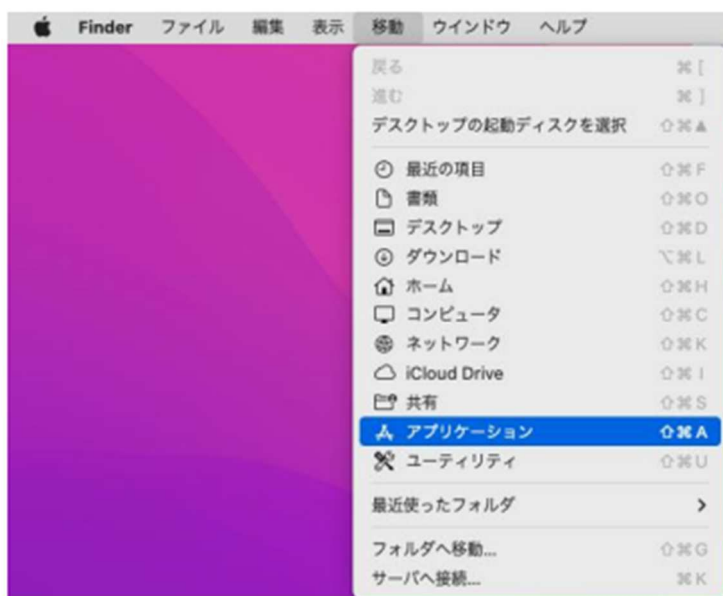 Finder ファイル 編集 表示 移動 ウインドウ ヘルプ
戻る ⌘[
進む ⌘]
デスクトップの起動ディスクを選択 ⇧⌘▲
最近の項目 ⇧⌘F
書類 ⇧⌘O
デスクトップ ⇧⌘D
ダウンロード ⌥⌘L
ホーム ⇧⌘H
コンピュータ ⇧⌘C
ネットワーク ⇧⌘K
iCloud Drive ⇧⌘I
共有 ⇧⌘S
アプリケーション ⇧⌘A
ユーティリティ ⇧⌘U
最近使ったフォルダ
フォルダへ移動... ⇧⌘G
サーバへ接続... ⌘K